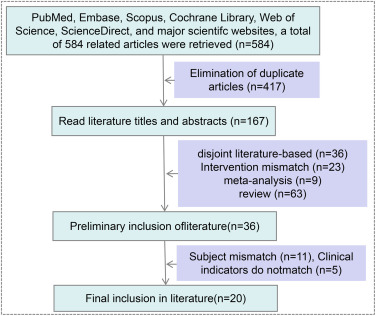 PubMed, Embase, Scopus, Cochrane Library, Web of
Science, ScienceDirect, and major scientifc websites, a total
of 584 related articles were retrieved (n=584)
Elimination of duplicate
articles (n=417)
Read literature titles and abstracts (n=167)
disjoint literature-based (n=36)
Intervention mismatch (n=23)
meta-analysis (n=9)
review (n=63)
Preliminary inclusion ofliterature(n=36)
Subject mismatch (n=11), Clinical
indicators do notmatch (n=5)
Final inclusion in literature(n=20)